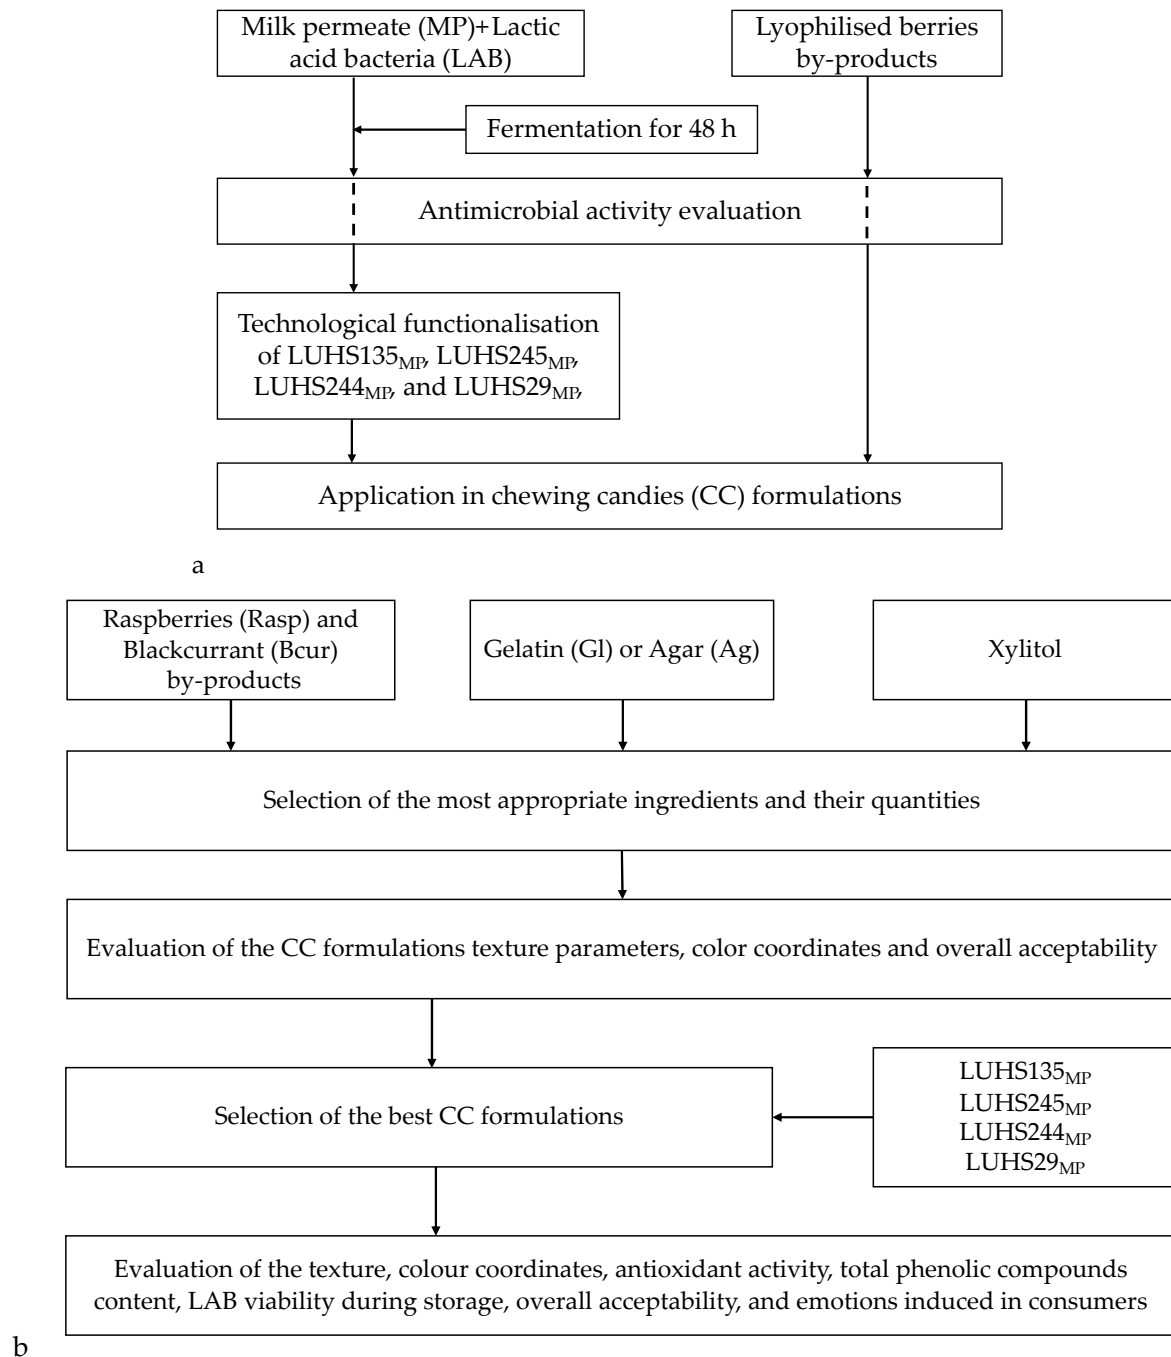 Milk permeate (MP)+Lactic
acid bacteria (LAB)
Lyophilised berries
by-products
Fermentation for 48 h
Antimicrobial activity evaluation
Technological functionalisation
of LUHS135MP, LUHS245MP,
LUHS244MP, and LUHS29MP,
Application in chewing candies (CC) formulations
a
Raspberries (Rasp) and
Blackcurrant (Bcur)
by-products
Gelatin (Gl) or Agar (Ag)
Xylitol
Selection of the most appropriate ingredients and their quantities
Evaluation of the CC formulations texture parameters, color coordinates and overall acceptability
Selection of the best CC formulations
LUHS135MP
LUHS245MP
LUHS244MP
LUHS29MP
Evaluation of the texture, colour coordinates, antioxidant activity, total phenolic compounds
content, LAB viability during storage, overall acceptability, and emotions induced in consumers
b